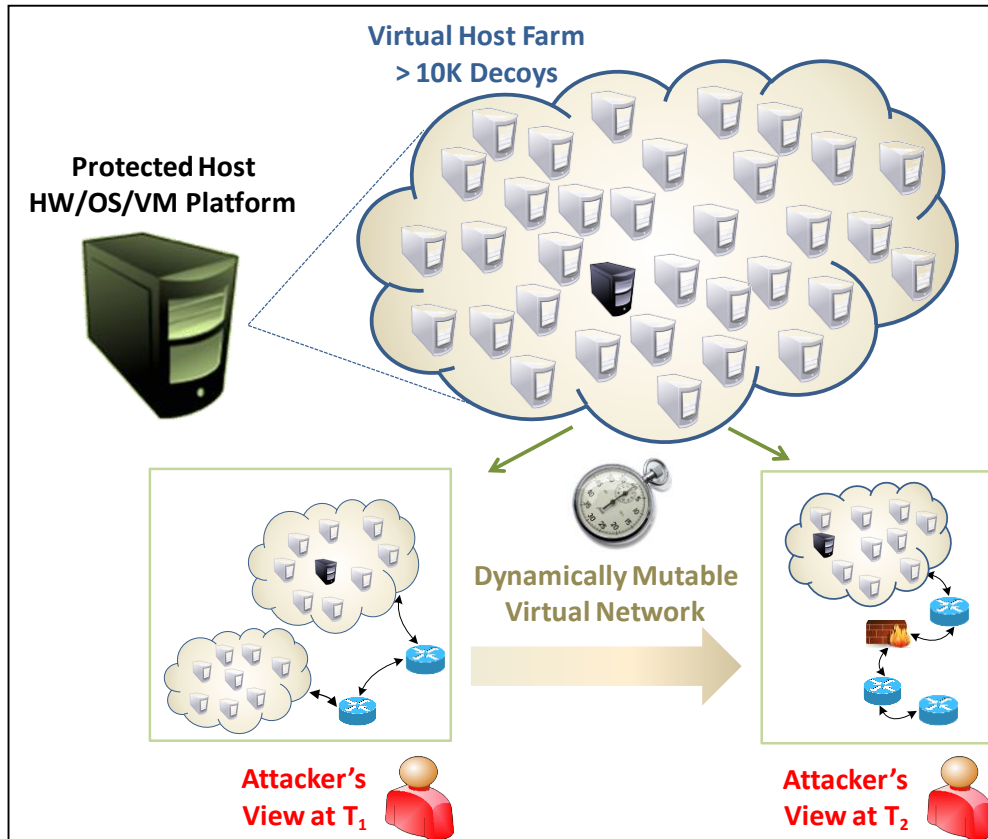 Virtual Host Farm
> 10K Decoys
Protected Host
HW/OS/VM Platform
Dynamically Mutable
Virtual Network
Attacker's
View at T₁
Attacker's
View at T₂